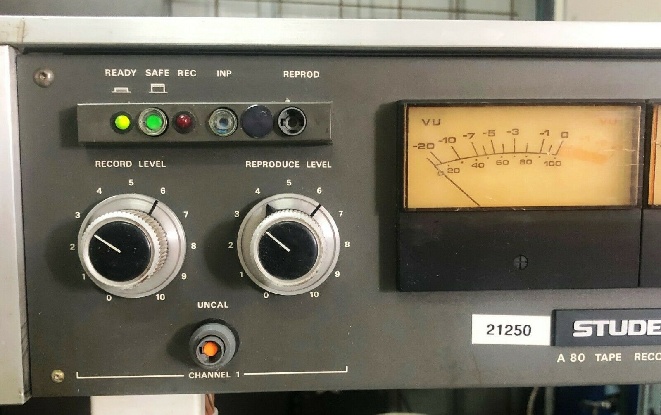 READY SAFE REC INP REPROD
RECORD LEVEL
REPRODUCE LEVEL
0 1 2 3 4 5 6 7 8 9 10
0 1 2 3 4 5 6 7 8 9 10
UNCAL
CHANNEL 1
VU
-20 -10 -7 -5 -3 -1 0
0 20 40 60 80 100
21250
STUDE
A 80 TAPE RECO